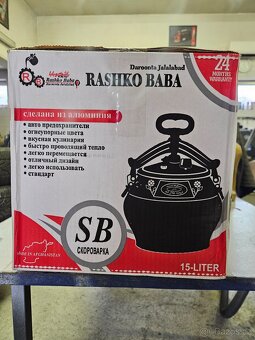 Rashko Baba
Daroonta Jalalabad
RASHKO BABA
24
MONTHS
WARRANTY
сделана из алюминия
• авто предохранители
• огнеупорные цвета
• вкусная кулинария
• быстро проводящий тепло
• легко перемещается
• отличный дизайн
• легко использовать
• стандарт
SB
СКОРОВАРКА
MADE IN AFGHANISTAN
15-LITER